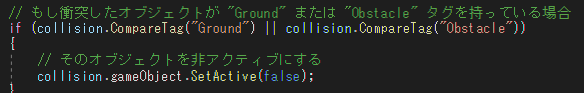 // もし衝突したオブジェクトが "Ground" または "Obstacle" タグを持っている場合
if (collision.CompareTag("Ground") || collision.CompareTag("Obstacle"))
{
// そのオブジェクトを非アクティブにする
collision.gameObject.SetActive(false);